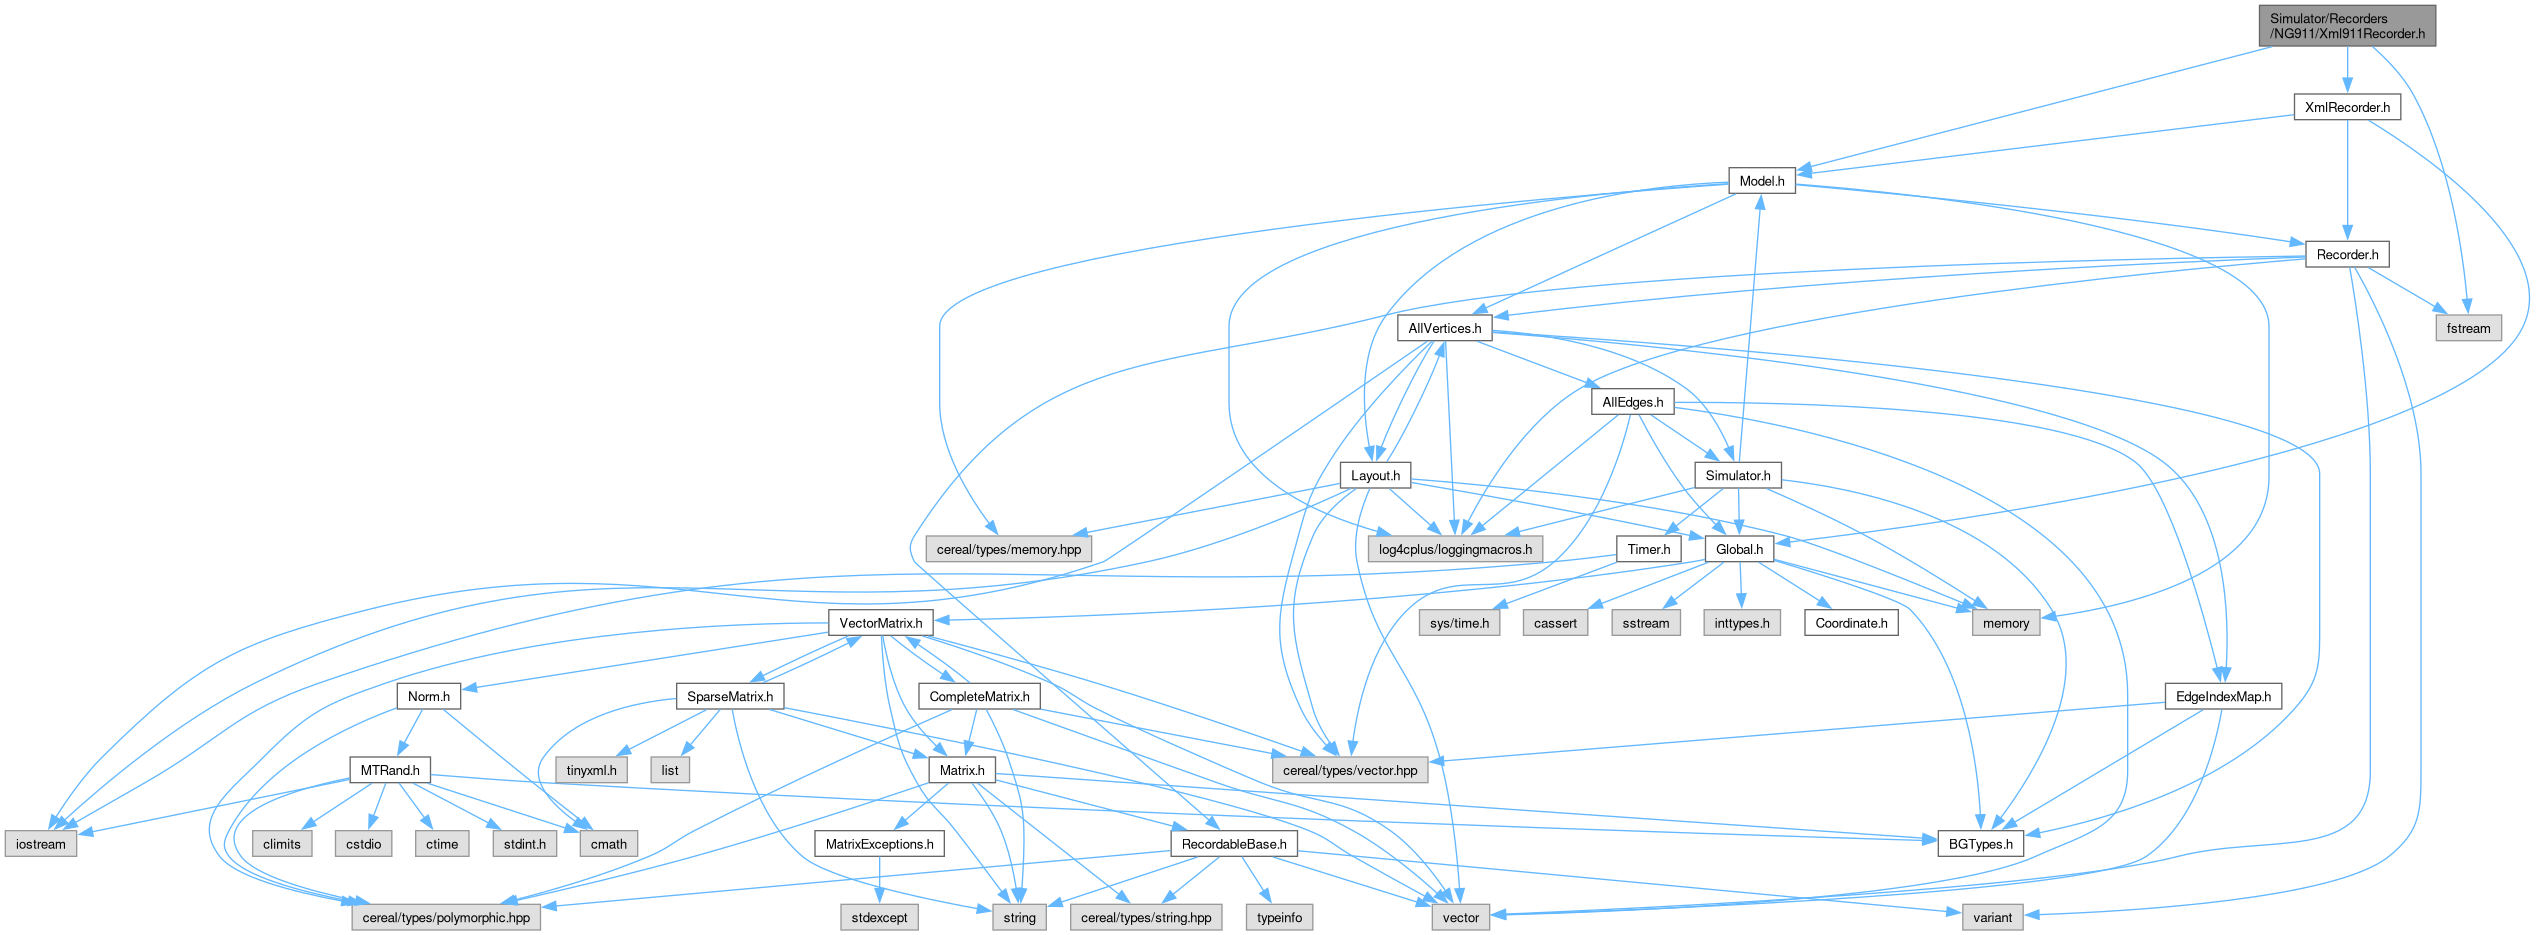 Simulator/Recorders
/NG911/Xml911Recorder.h
XmlRecorder.h
Model.h
Recorder.h
AllVertices.h
fstream
AllEdges.h
Layout.h
Simulator.h
cereal/types/memory.hpp
log4cplus/loggingmacros.h
Timer.h
Global.h
VectorMatrix.h
sys/time.h
cassert
sstream
inttypes.h
Coordinate.h
memory
Norm.h
SparseMatrix.h
CompleteMatrix.h
EdgeIndexMap.h
MTRand.h
tinyxml.h
list
Matrix.h
cereal/types/vector.hpp
iostream
climits
cstdio
ctime
stdint.h
cmath
MatrixExceptions.h
RecordableBase.h
BGTypes.h
cereal/types/polymorphic.hpp
stdexcept
string
cereal/types/string.hpp
typeinfo
vector
variant